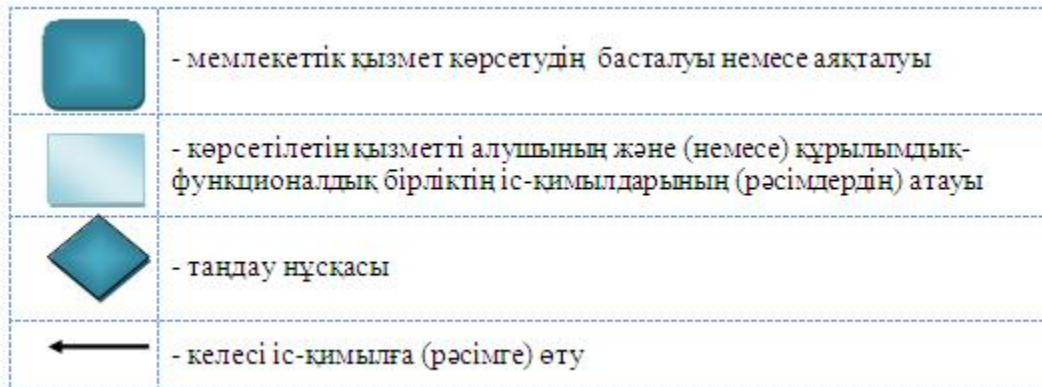 - мемлекеттік қызмет көрсетудің басталуы немесе аяқталуы
- көрсетілетін қызметті алушының және (немесе) құрылымдық-
функционалдық бірліктің іс-қимылдарының (рәсімдердің) атауы
- таңдау нұсқасы
- келесі іс-қимылға (рәсімге) өту